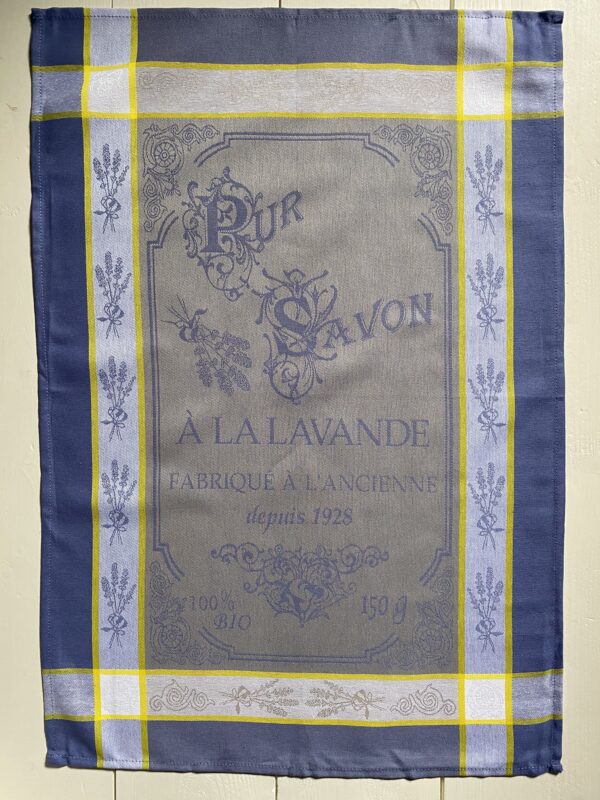 PUR
SAVON
À LA LAVANDE
FABRIQUÉ À L'ANCIENNE
depuis 1928
100%
BIO
150 g